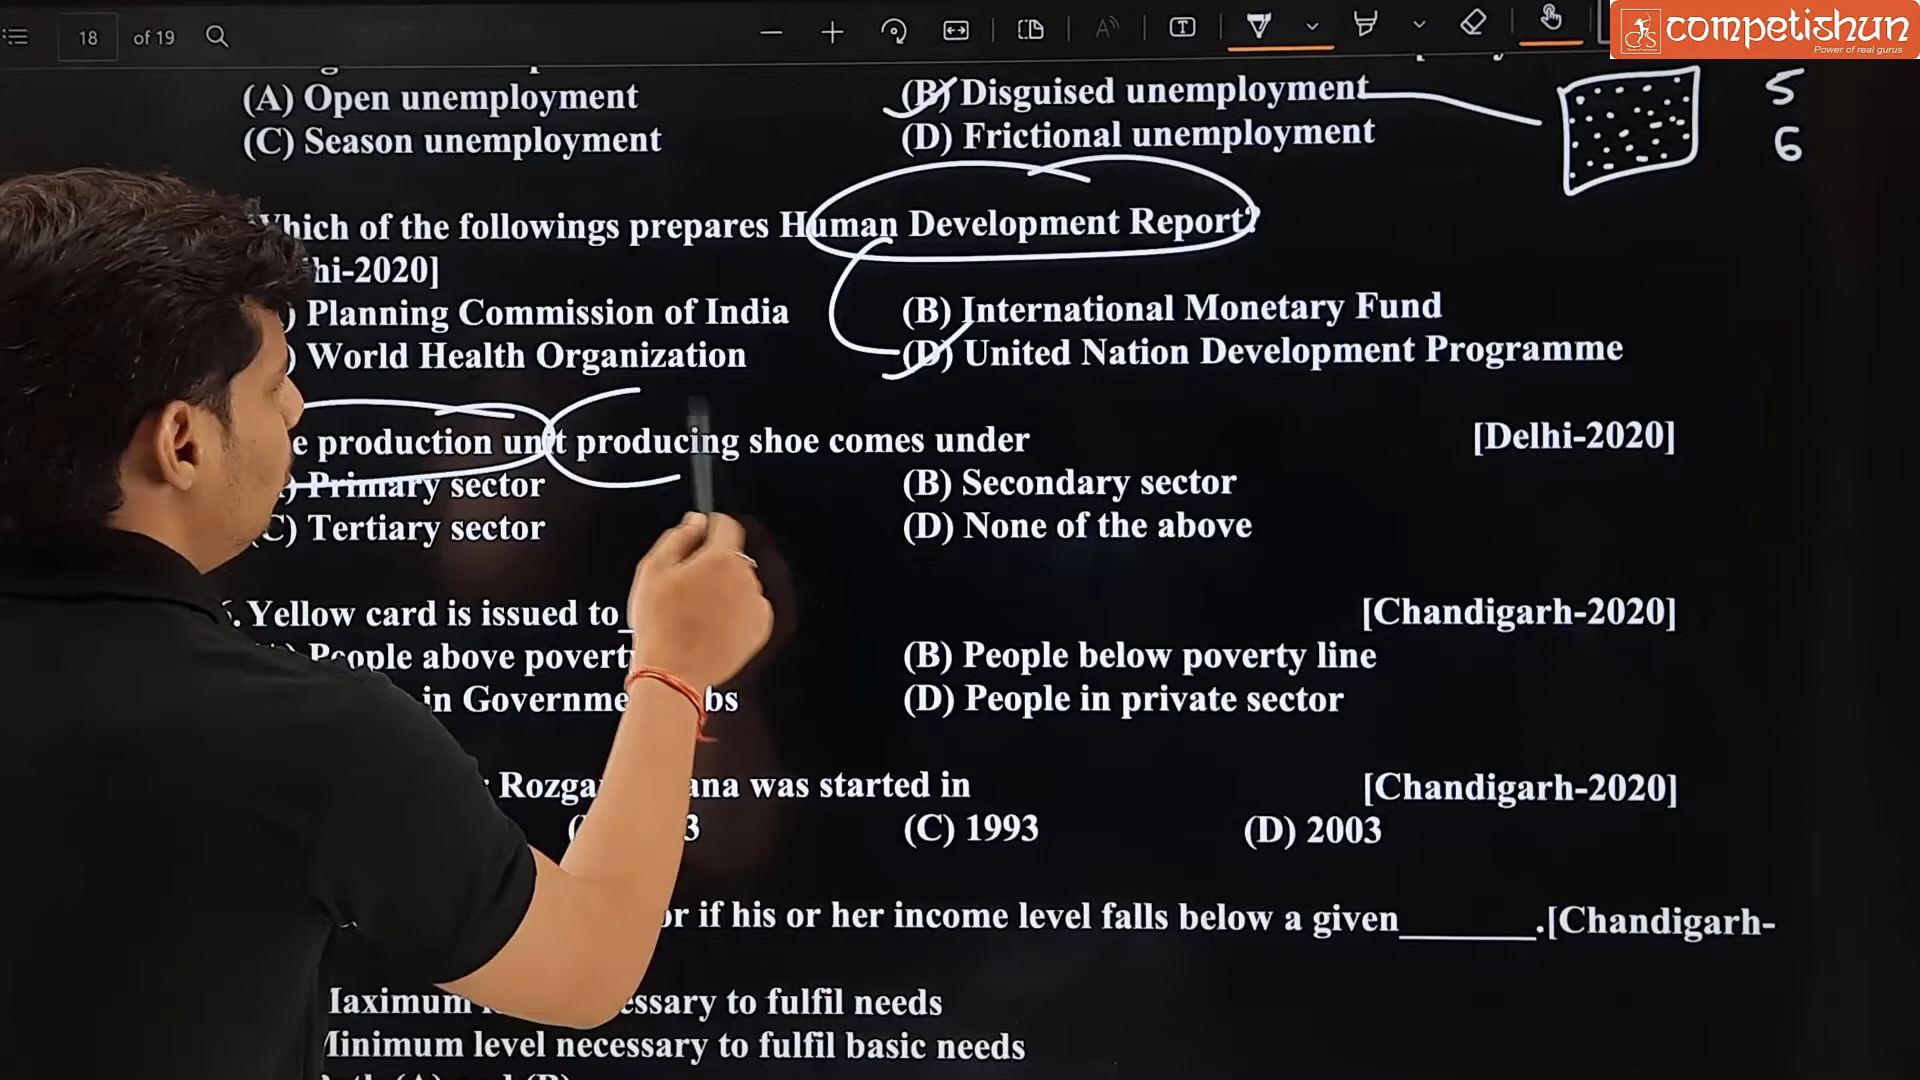 18 of 19
competishun
Power of real gurus
(A) Open unemployment (B) Disguised unemployment 5
(C) Season unemployment (D) Frictional unemployment 6
Which of the followings prepares Human Development Report?
hi-2020]
) Planning Commission of India (B) International Monetary Fund
) World Health Organization (D) United Nation Development Programme
e production unit producing shoe comes under [Delhi-2020]
) Primary sector (B) Secondary sector
C) Tertiary sector (D) None of the above
. Yellow card is issued to [Chandigarh-2020]
People above povert (B) People below poverty line
in Governme bs (D) People in private sector
Rozga ana was started in [Chandigarh-2020]
( 3 (C) 1993 (D) 2003
or if his or her income level falls below a given_______.[Chandigarh-
Maximum essary to fulfil needs
Minimum level necessary to fulfil basic needs